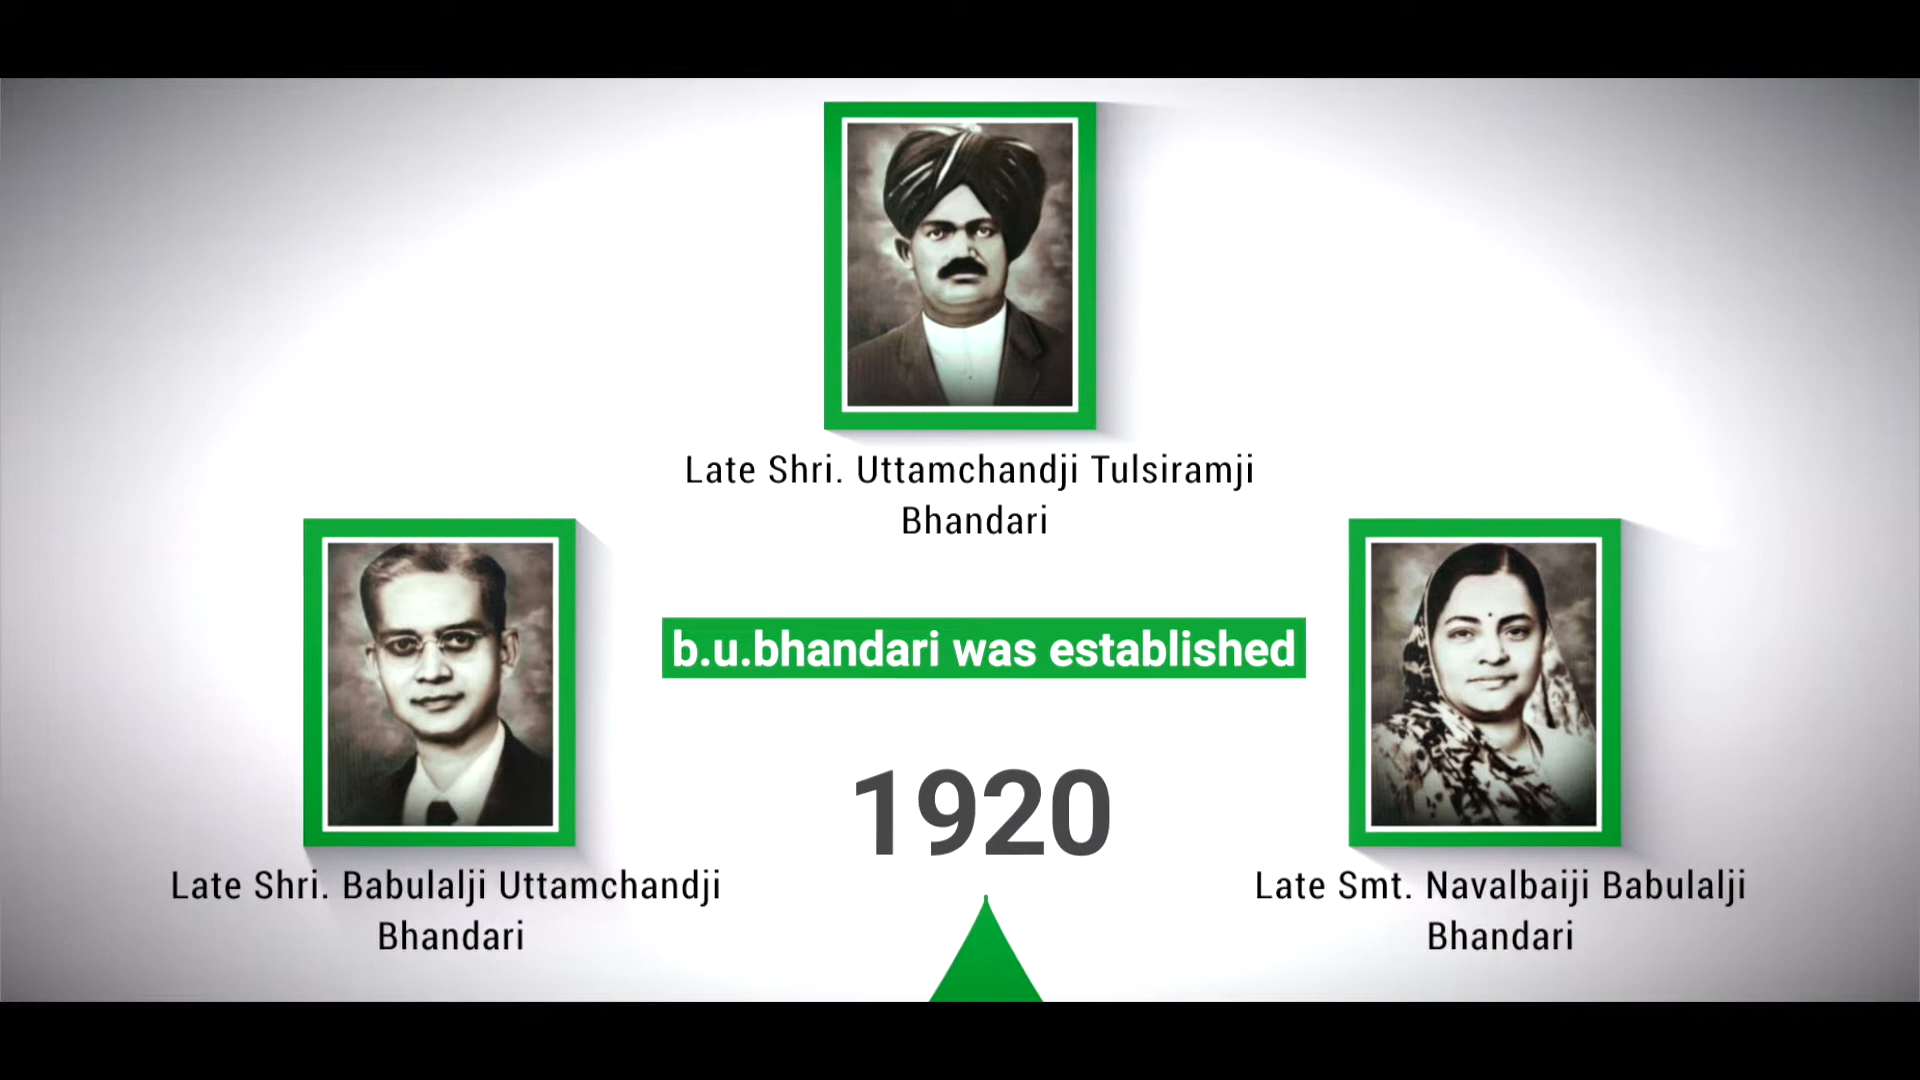 Late Shri. Uttamchandji Tulsiramji
Bhandari
b.u.bhandari was established
1920
Late Shri. Babulalji Uttamchandji
Bhandari
Late Smt. Navalbaiji Babulalji
Bhandari